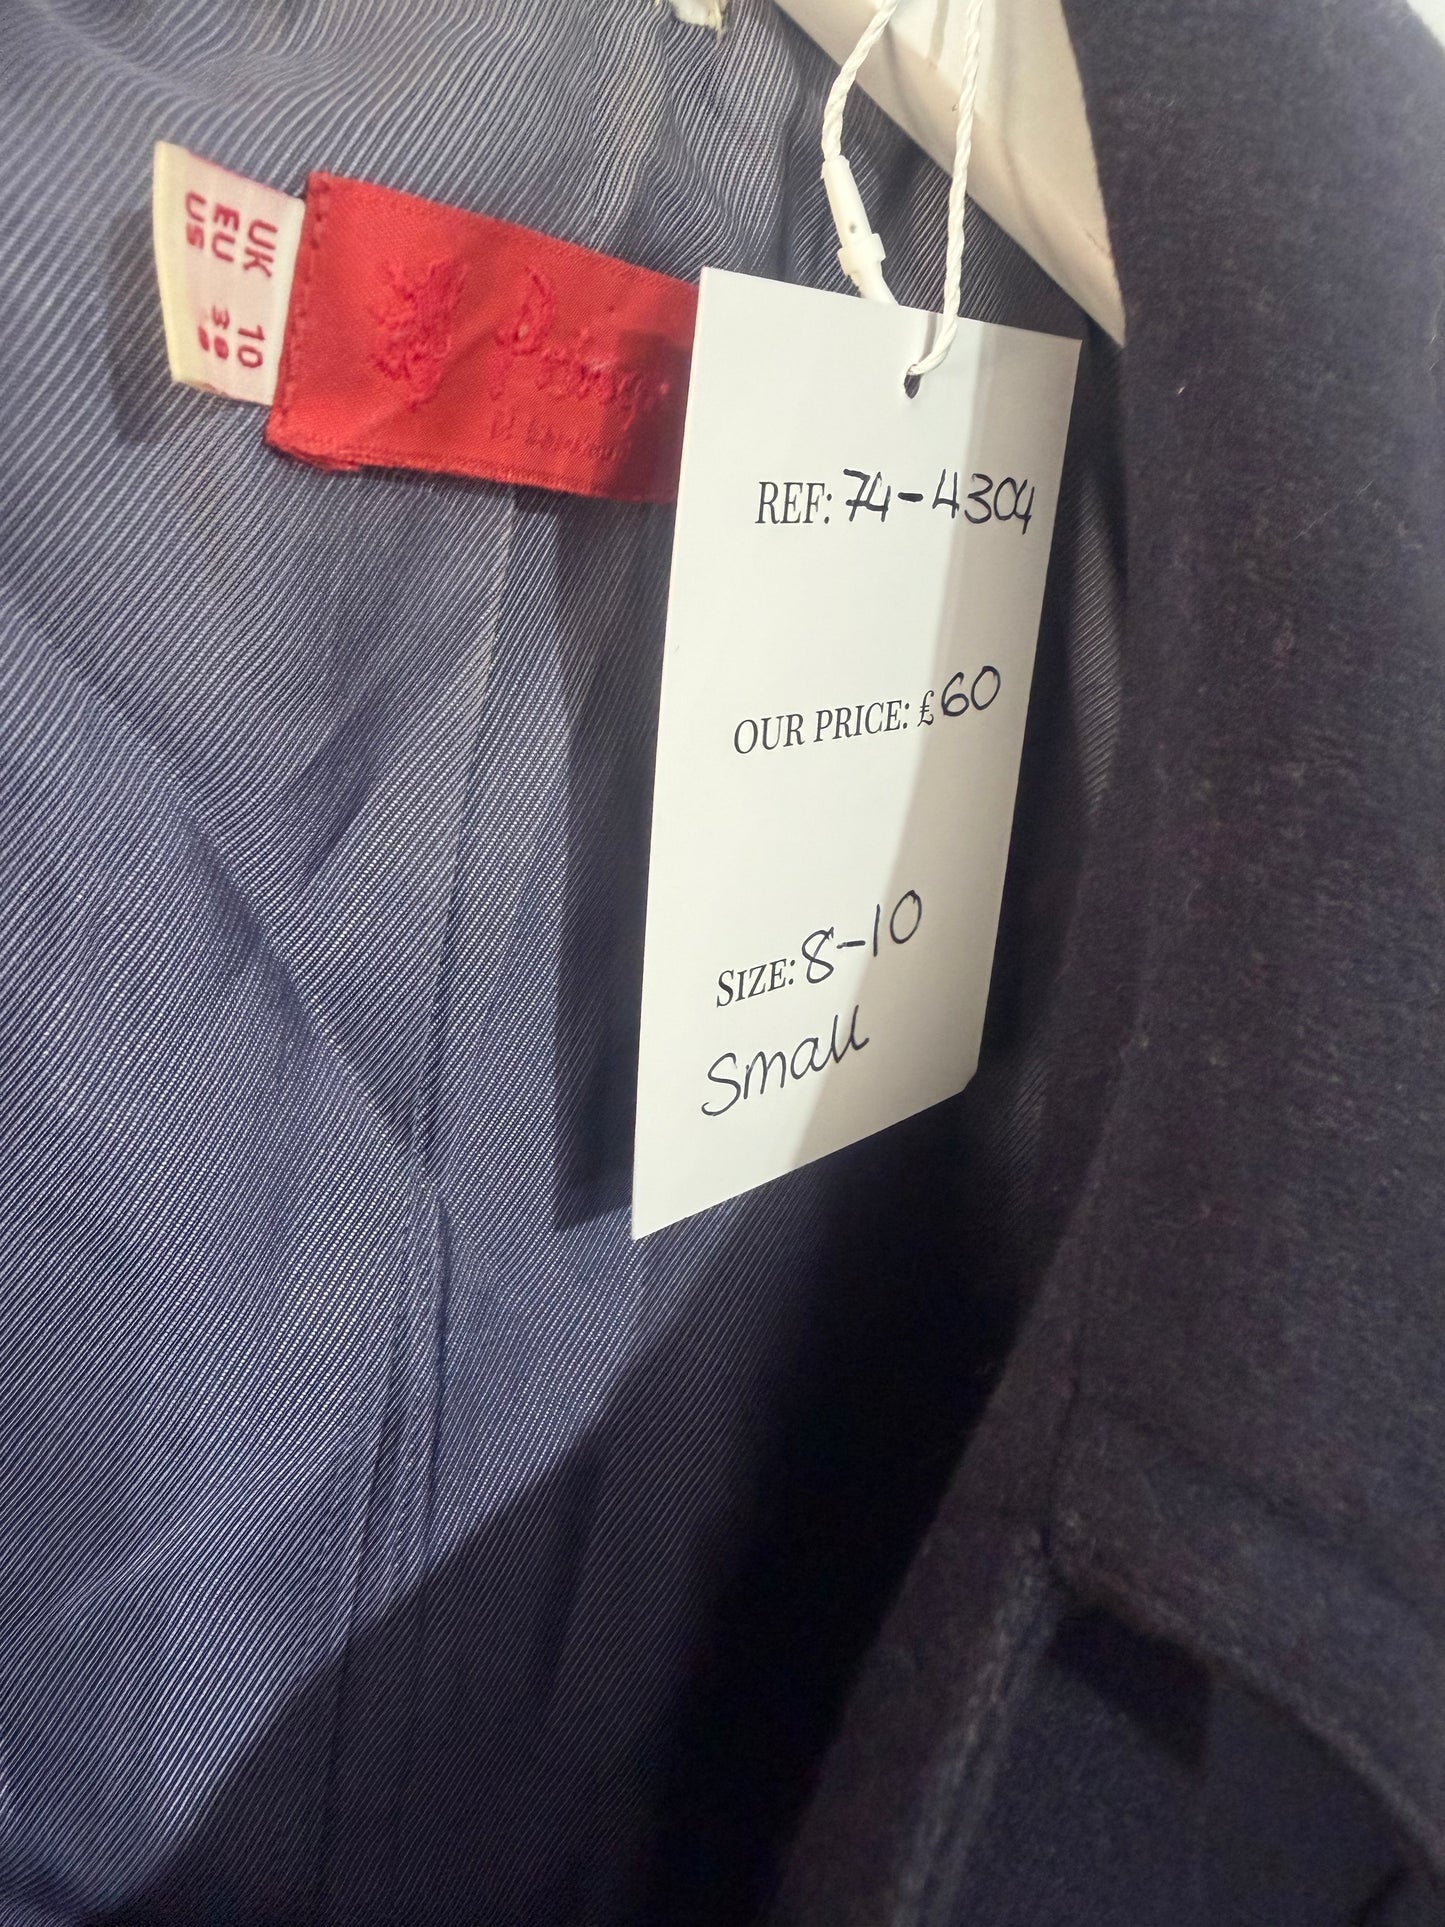 UK 10
EU 38
US
REF: 74-4304
OUR PRICE: £60
SIZE: 8-10
Small